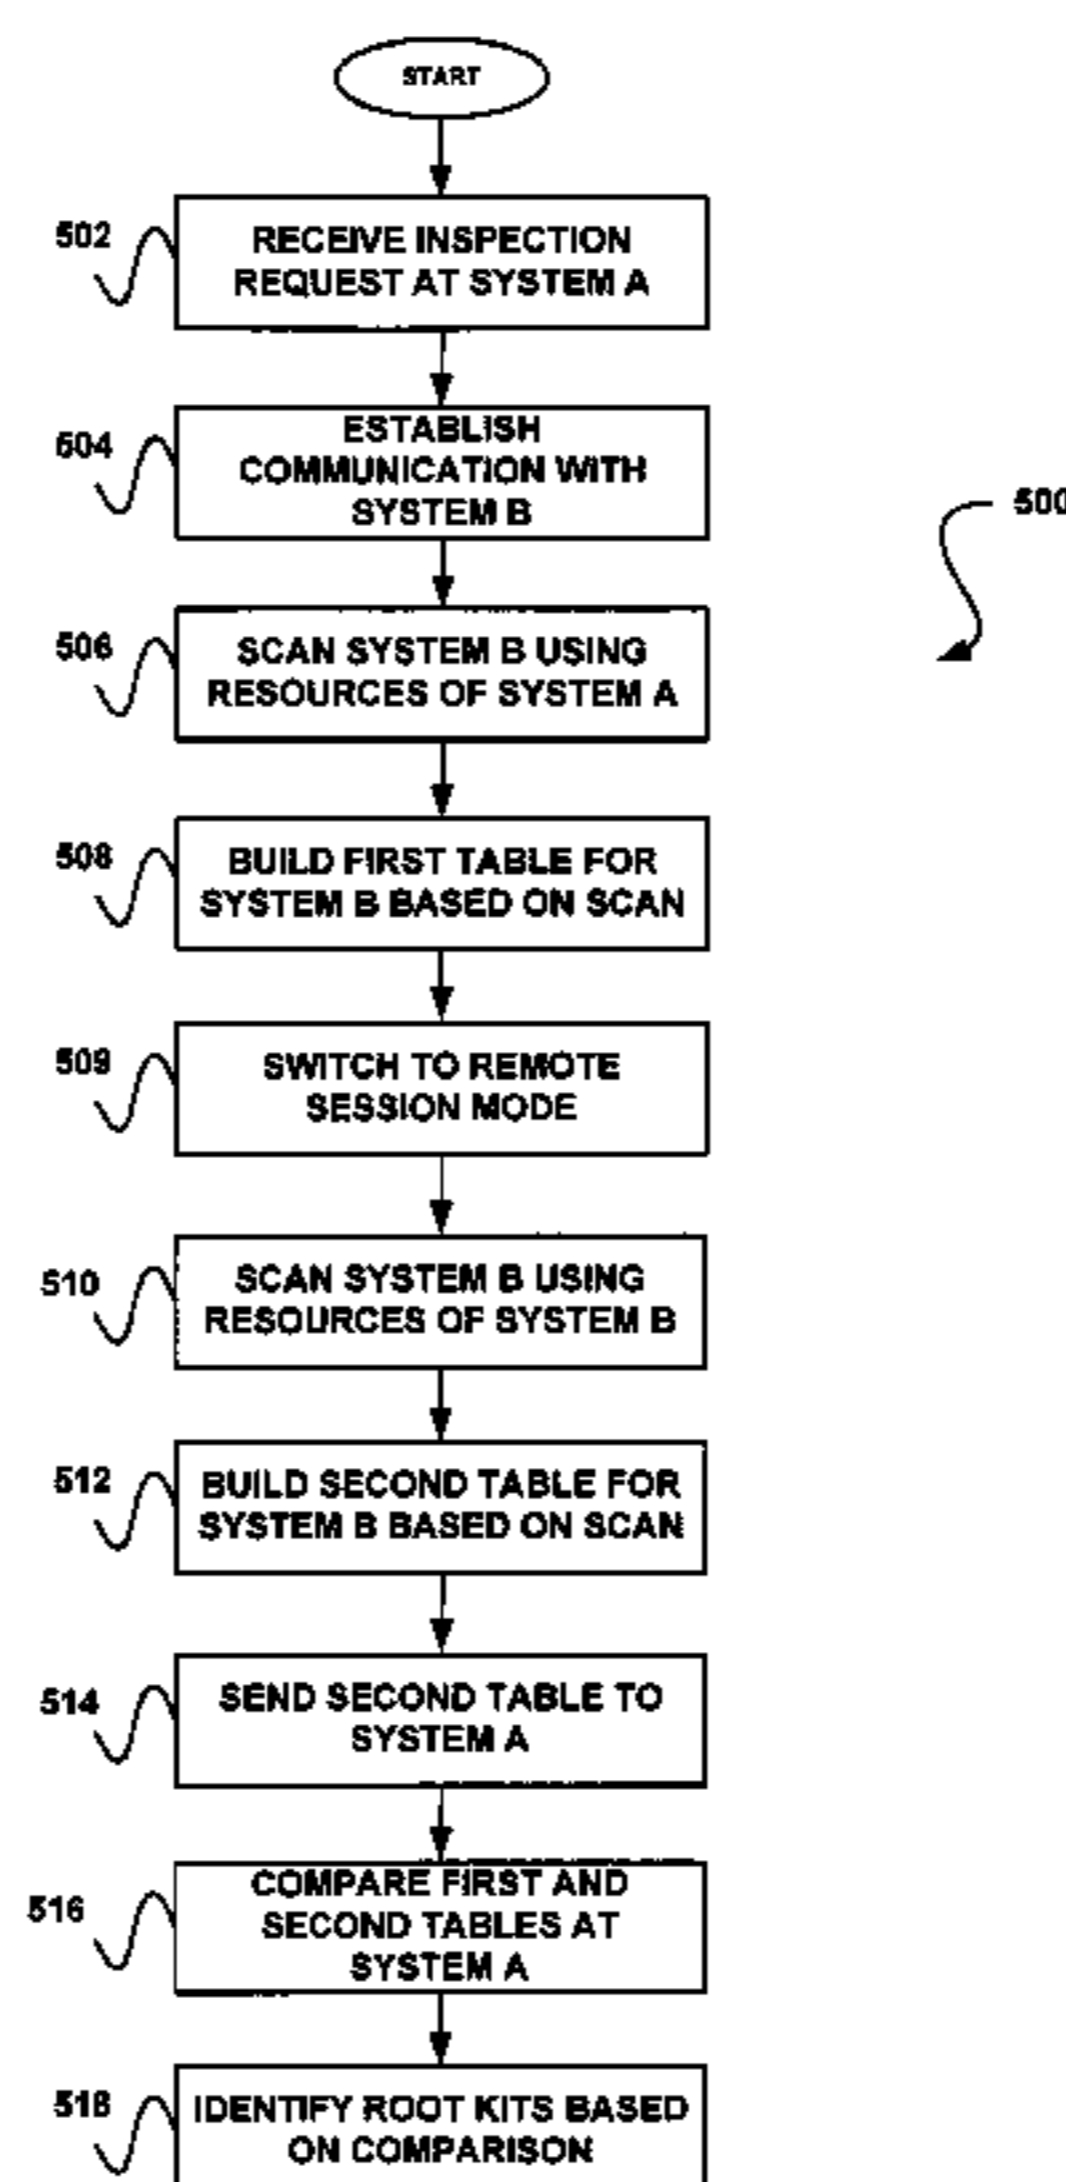 START
502
RECEIVE INSPECTION
REQUEST AT SYSTEM A
504
ESTABLISH
COMMUNICATION WITH
SYSTEM B
500
506
SCAN SYSTEM B USING
RESOURCES OF SYSTEM A
508
BUILD FIRST TABLE FOR
SYSTEM B BASED ON SCAN
509
SWITCH TO REMOTE
SESSION MODE
510
SCAN SYSTEM B USING
RESOURCES OF SYSTEM B
512
BUILD SECOND TABLE FOR
SYSTEM B BASED ON SCAN
514
SEND SECOND TABLE TO
SYSTEM A
516
COMPARE FIRST AND
SECOND TABLES AT
SYSTEM A
518
IDENTIFY ROOT KITS BASED
ON COMPARISON